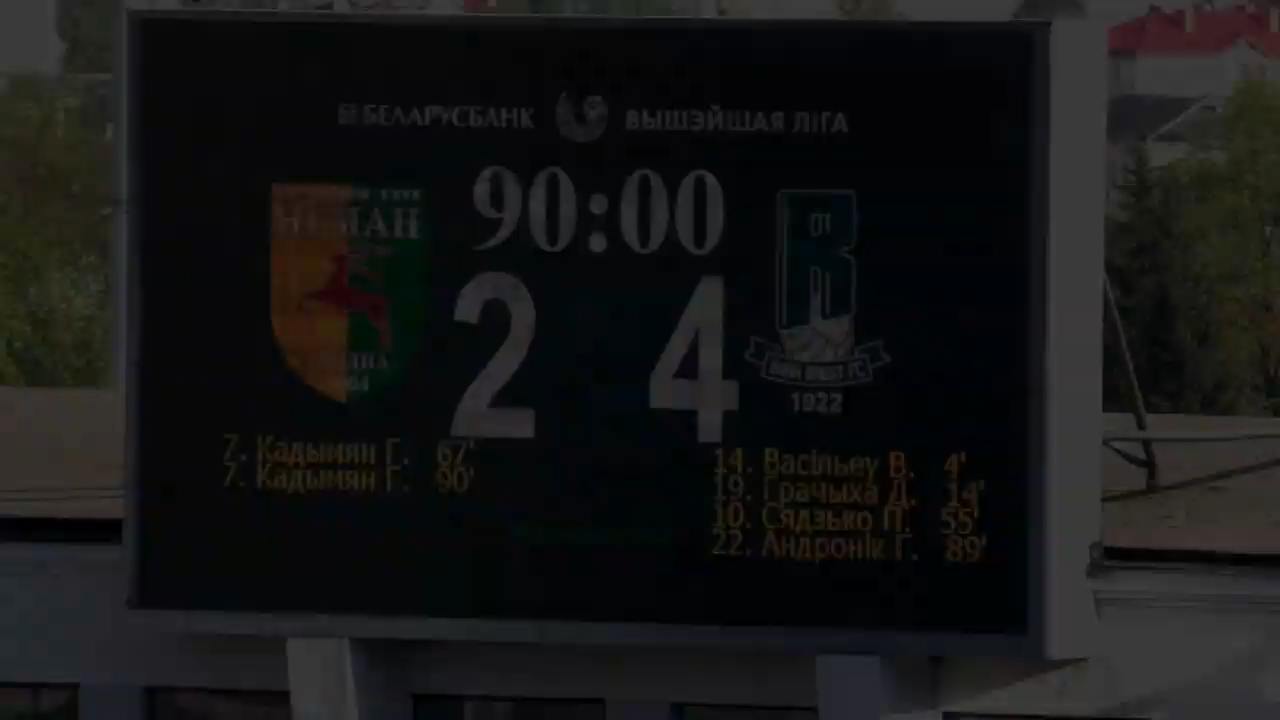 БЕЛАРУСБАНК ВЫШЭЙШАЯ ЛІГА
90:00
НЁМАН
2 4
1922
7. Кадымян Г. 67'
7. Кадымян Г. 90'
14. Васільеў В. 4'
19. Грачыха Д. 14'
10. Сядзько П. 55'
22. Андронік Г. 89'